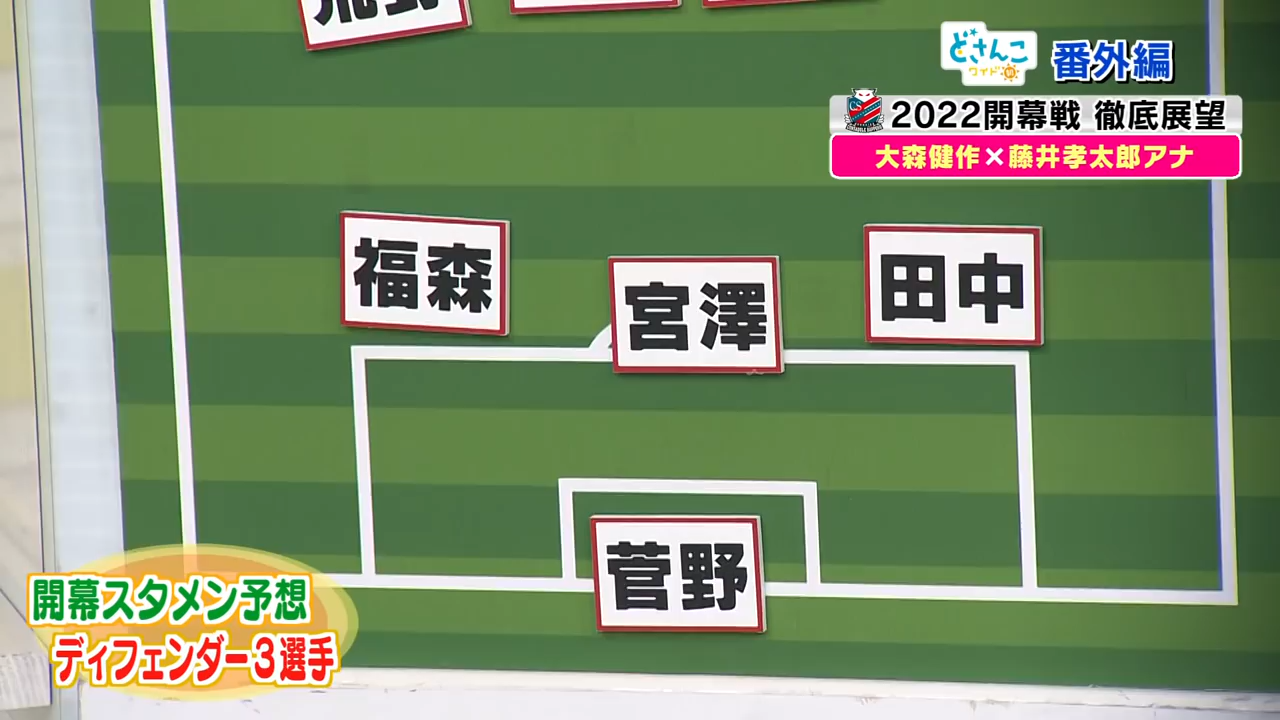 荒野
どさんこ
ワイド
番外編
2022開幕戦 徹底展望
大森健作×藤井孝太郎アナ
福森
宮澤
田中
菅野
開幕スタメン予想
ディフェンダー3選手